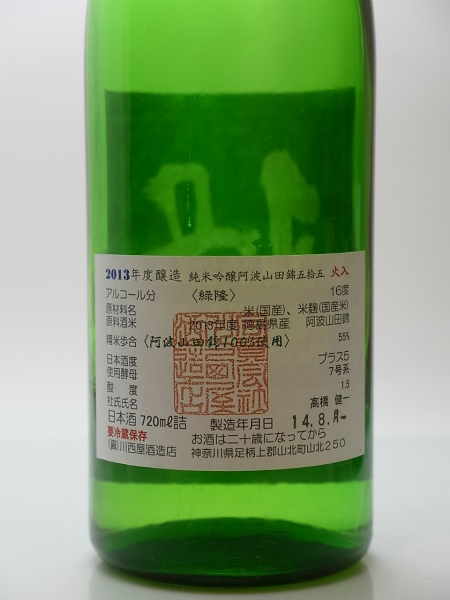 2013年度醸造 純米吟醸阿波山田錦五拾五 火入
アルコール分 〈緑隆〉 16度
原材料名 米(国産)、米麹(国産米)
原料酒米 2013年度 徳島県産 阿波山田錦
精米歩合 〈阿波山田錦100%使用〉 55%
日本酒度 プラス5
使用酵母 7号系
酸度 1.5
杜氏氏名 高橋 健一
日本酒 720mℓ詰 製造年月日 14.8.月
要冷蔵保存 お酒は二十歳になってから
(資)川西屋酒造店 神奈川県足柄上郡山北町山北250